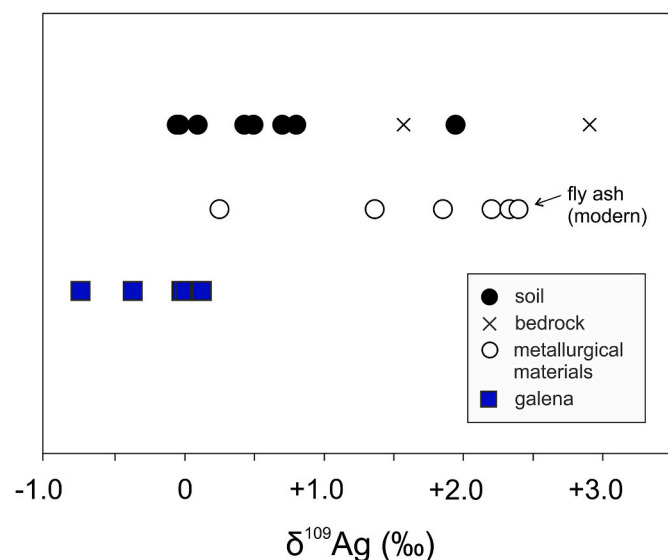 fly ash
(modern)
soil
bedrock
metallurgical
materials
galena
-1.0 0 +1.0 +2.0 +3.0
δ¹⁰⁹Ag (‰)